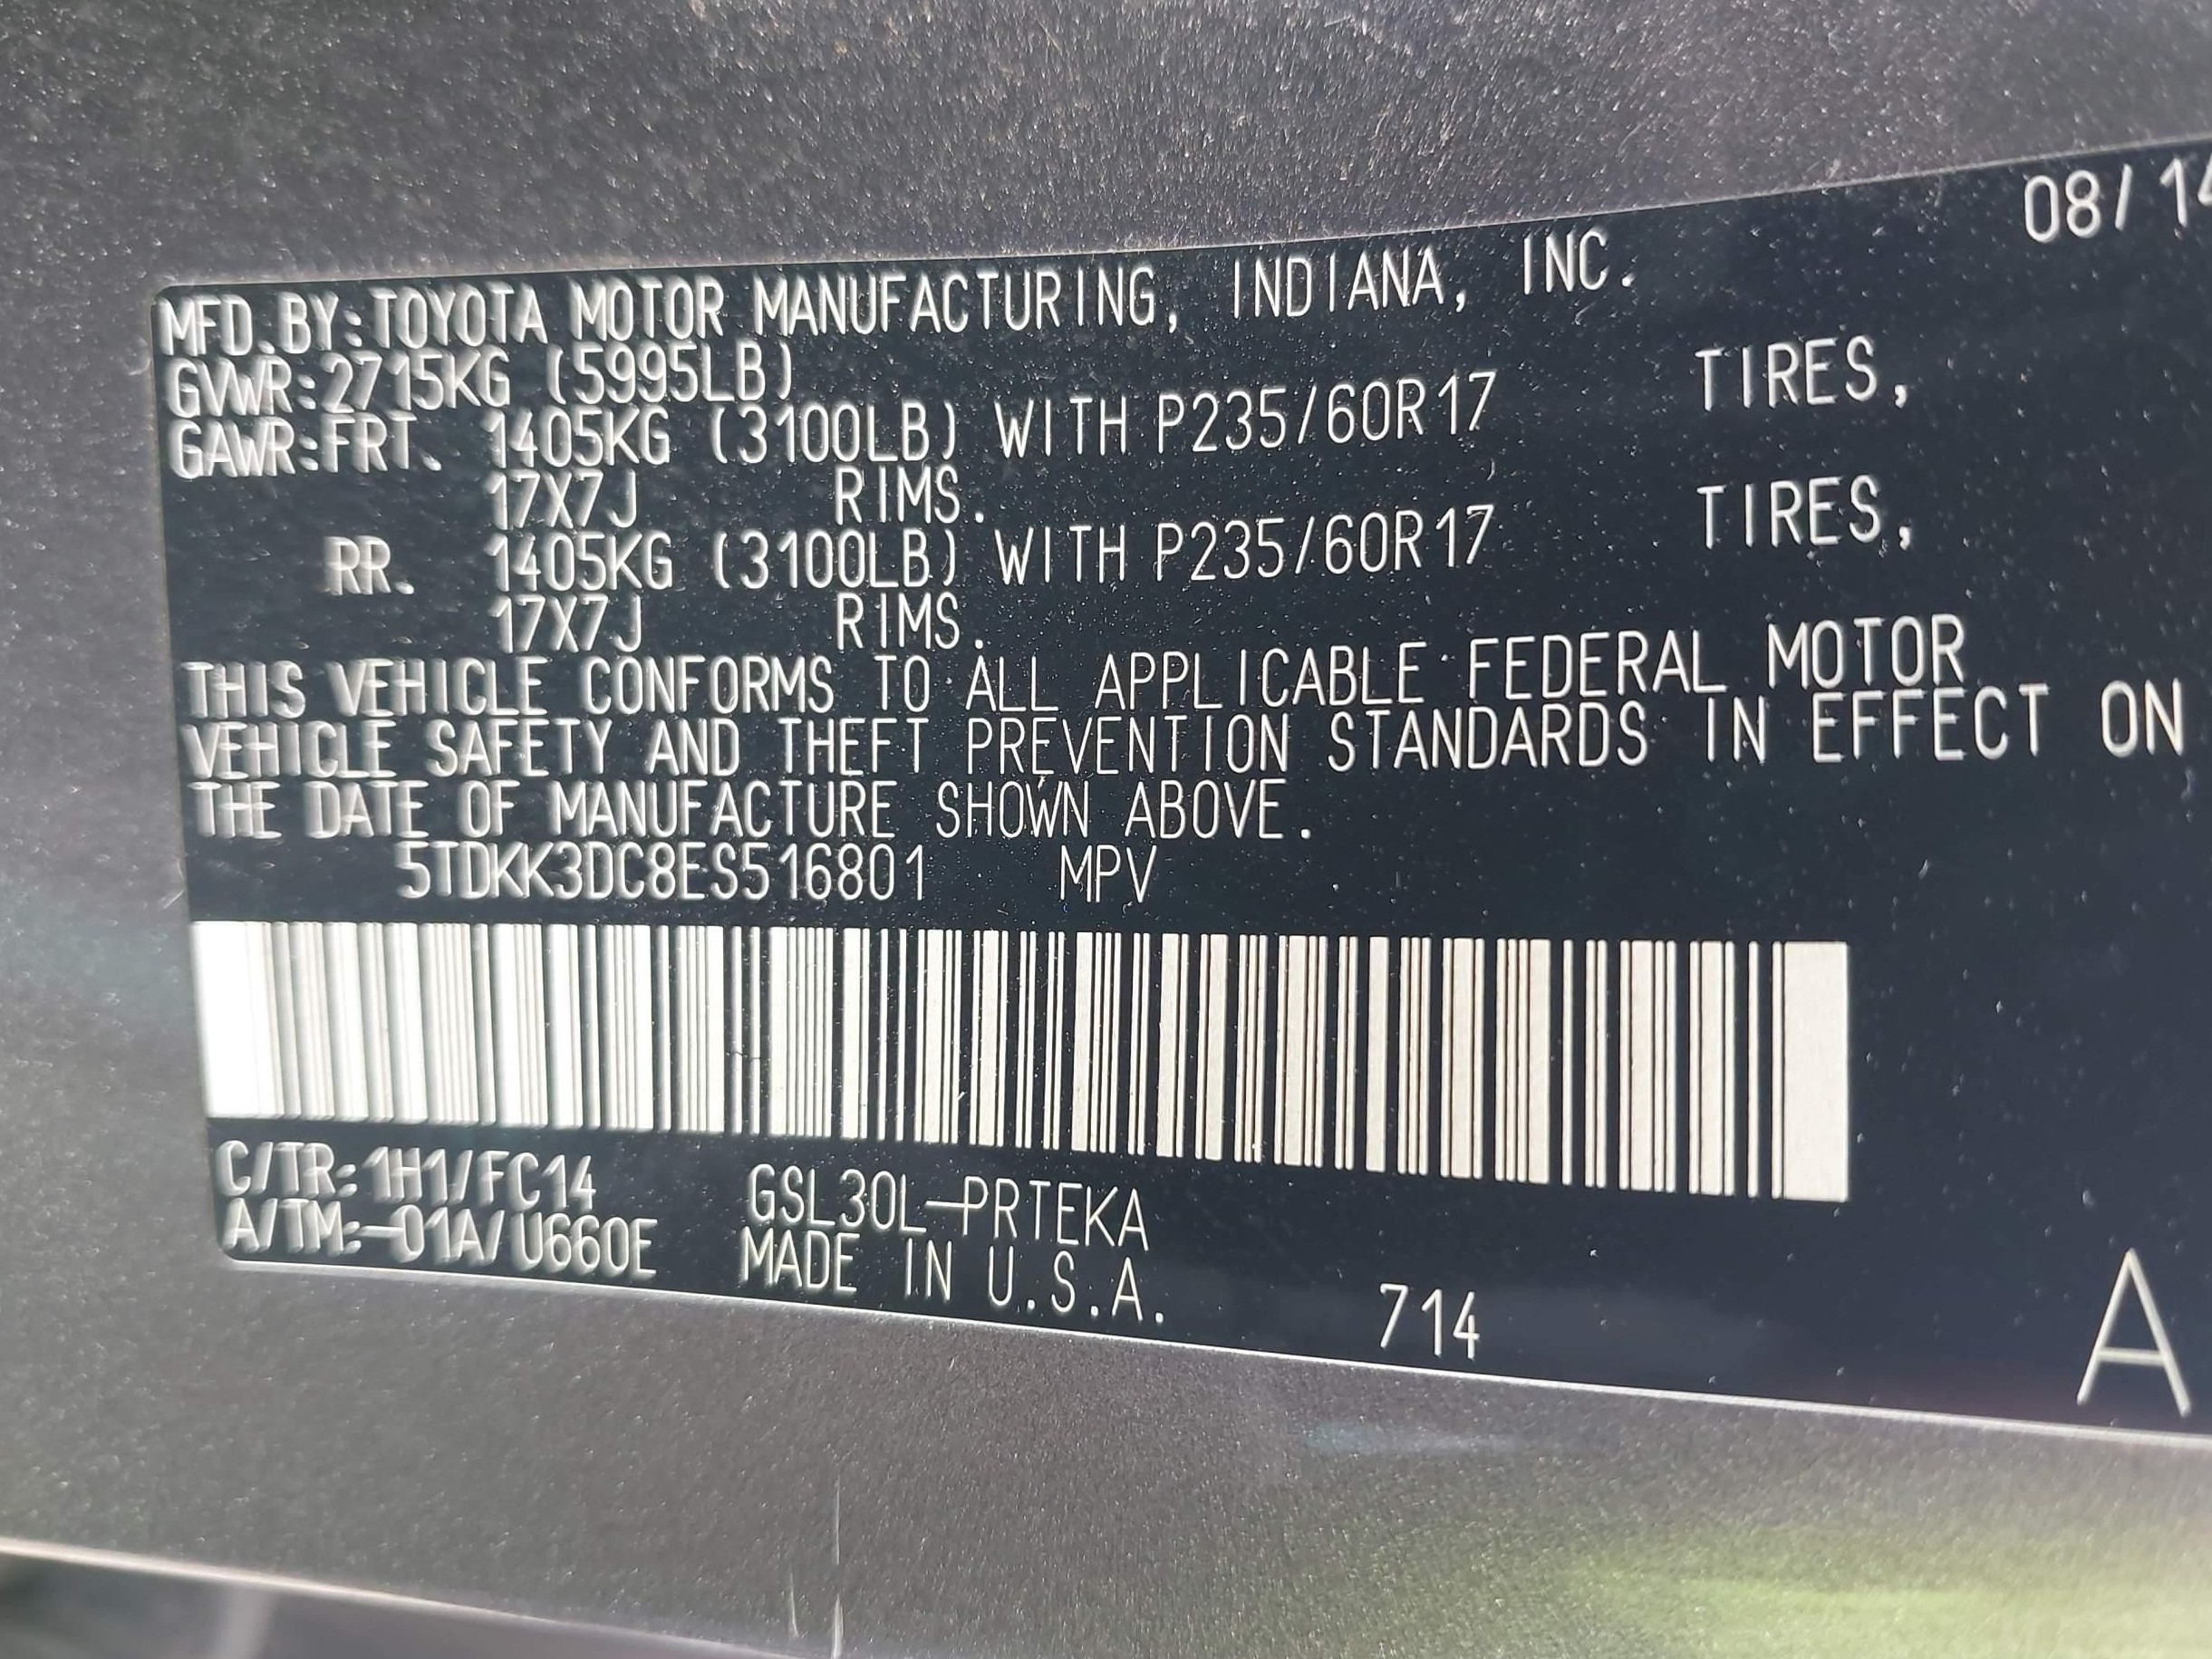 08/14
MFD.BY:TOYOTA MOTOR MANUFACTURING, INDIANA, INC.
GVWR:2715KG (5995LB)
GAWR:FRT. 1405KG (3100LB) WITH P235/60R17 TIRES,
17X7J RIMS.
RR. 1405KG (3100LB) WITH P235/60R17 TIRES,
17X7J RIMS.
THIS VEHICLE CONFORMS TO ALL APPLICABLE FEDERAL MOTOR
VEHICLE SAFETY AND THEFT PREVENTION STANDARDS IN EFFECT ON
THE DATE OF MANUFACTURE SHOWN ABOVE.
5TDKK3DC8ES516801 MPV
C/TR:1H1/FC14 GSL30L-PRTEKA
A/TM:-01A/U660E MADE IN U.S.A. 714
A